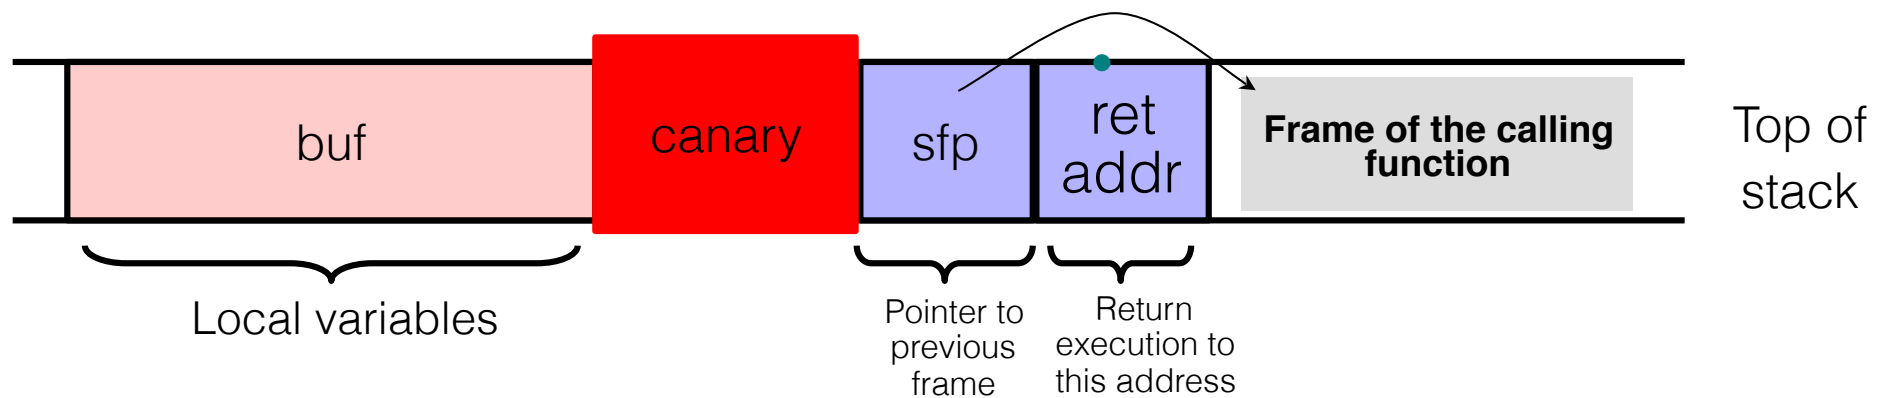 buf
canary
sfp
ret
addr
Frame of the calling
function
Top of
stack
Local variables
Pointer to
previous
frame
Return
execution to
this address